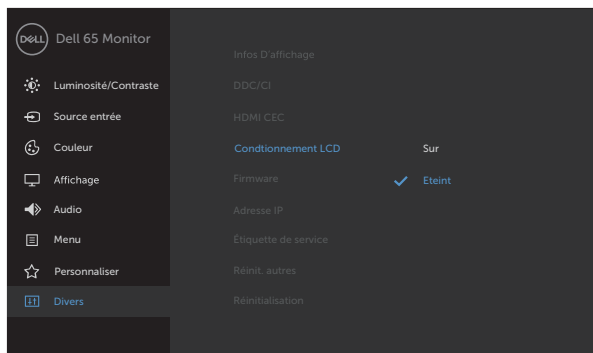 DELL
Dell 65 Monitor
Luminosité/Contraste
Source entrée
Couleur
Affichage
Audio
Menu
Personnaliser
Divers
Infos D'affichage
DDC/CI
HDMI CEC
Condtionnement LCD Sur
Firmware Eteint
Adresse IP
Étiquette de service
Réinit. autres
Réinitialisation